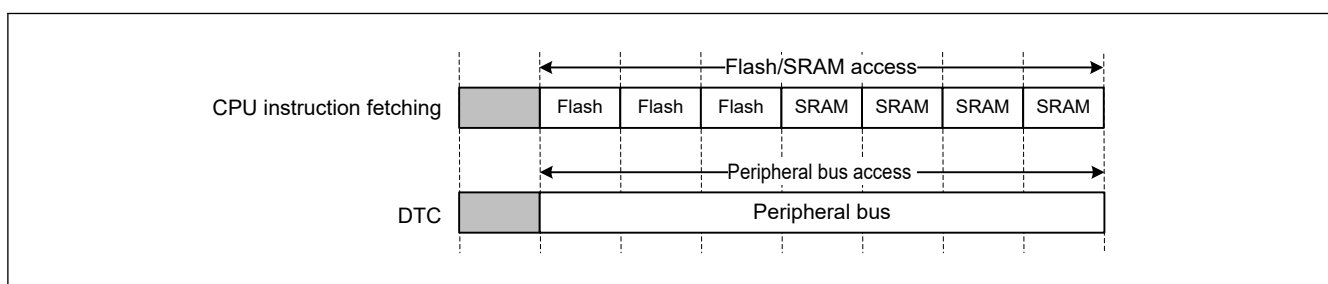 Flash/SRAM access
CPU instruction fetching Flash Flash Flash SRAM SRAM SRAM SRAM
Peripheral bus access
DTC Peripheral bus